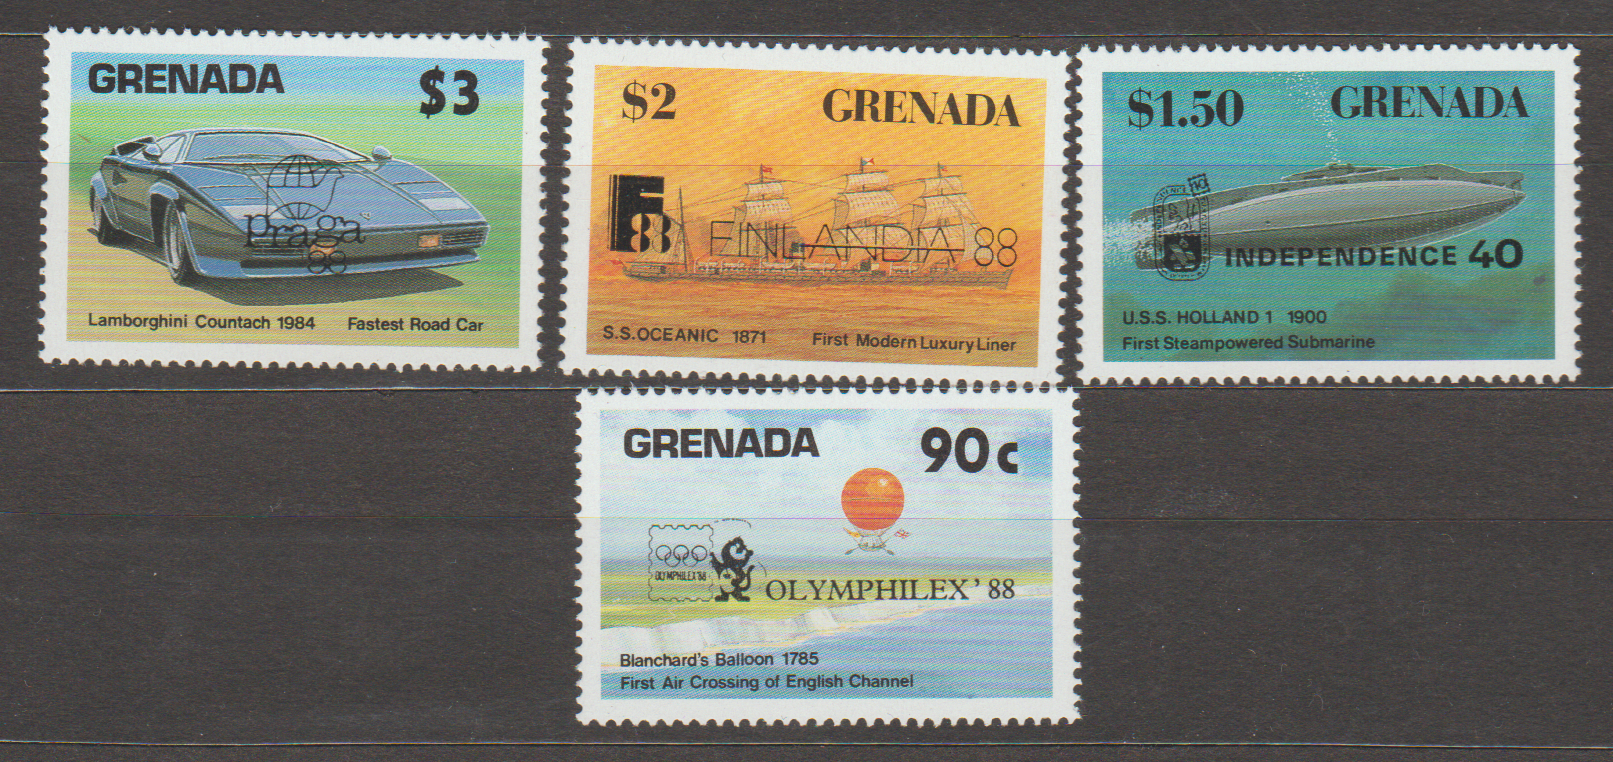 GRENADA $3
praga
88
Lamborghini Countach 1984 Fastest Road Car
$2 GRENADA
F
88
FINLANDIA 88
S.S.OCEANIC 1871 First Modern Luxury Liner
$1.50 GRENADA
INDEPENDENCE 40
U.S.S. HOLLAND 1 1900
First Steampowered Submarine
GRENADA 90c
OLYMPHILEX'88
OLYMPHILEX'88
Blanchard's Balloon 1785
First Air Crossing of English Channel